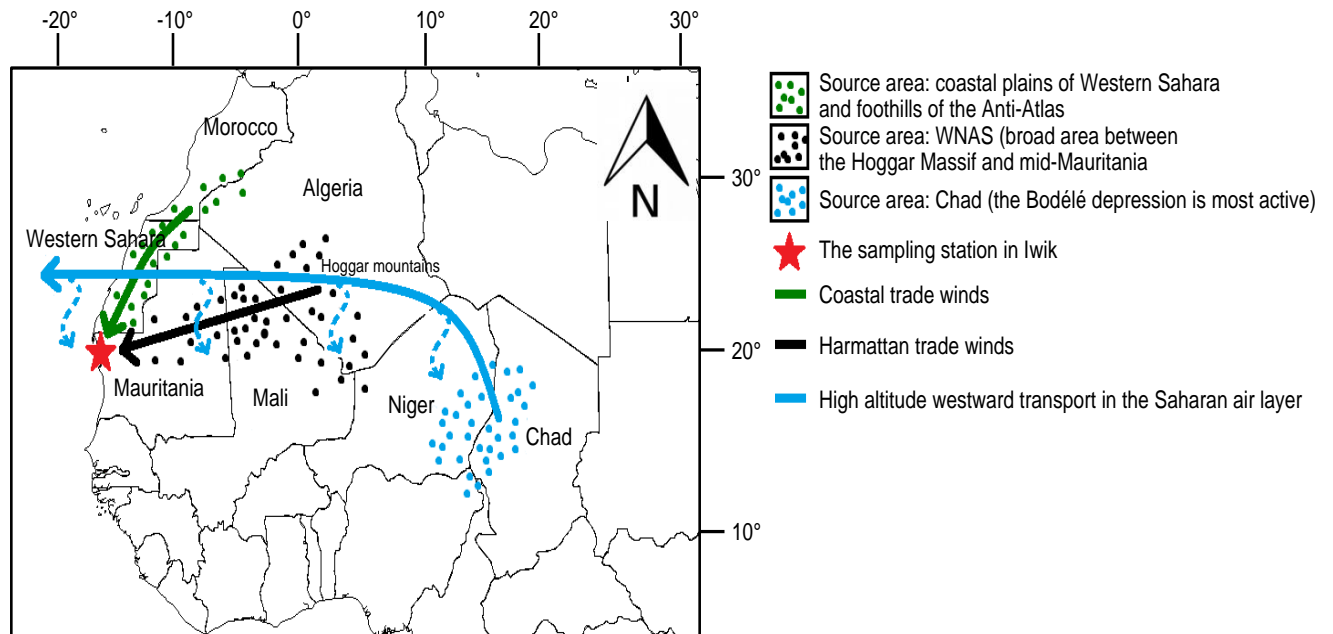 -20° -10° 0° 10° 20° 30°
Morocco
Algeria
N
30°
Western Sahara
Hoggar mountains
20°
Mauritania
Mali
Niger
Chad
10°
Source area: coastal plains of Western Sahara
and foothills of the Anti-Atlas
Source area: WNAS (broad area between
the Hoggar Massif and mid-Mauritania
Source area: Chad (the Bodélé depression is most active)
The sampling station in Iwik
Coastal trade winds
Harmattan trade winds
High altitude westward transport in the Saharan air layer